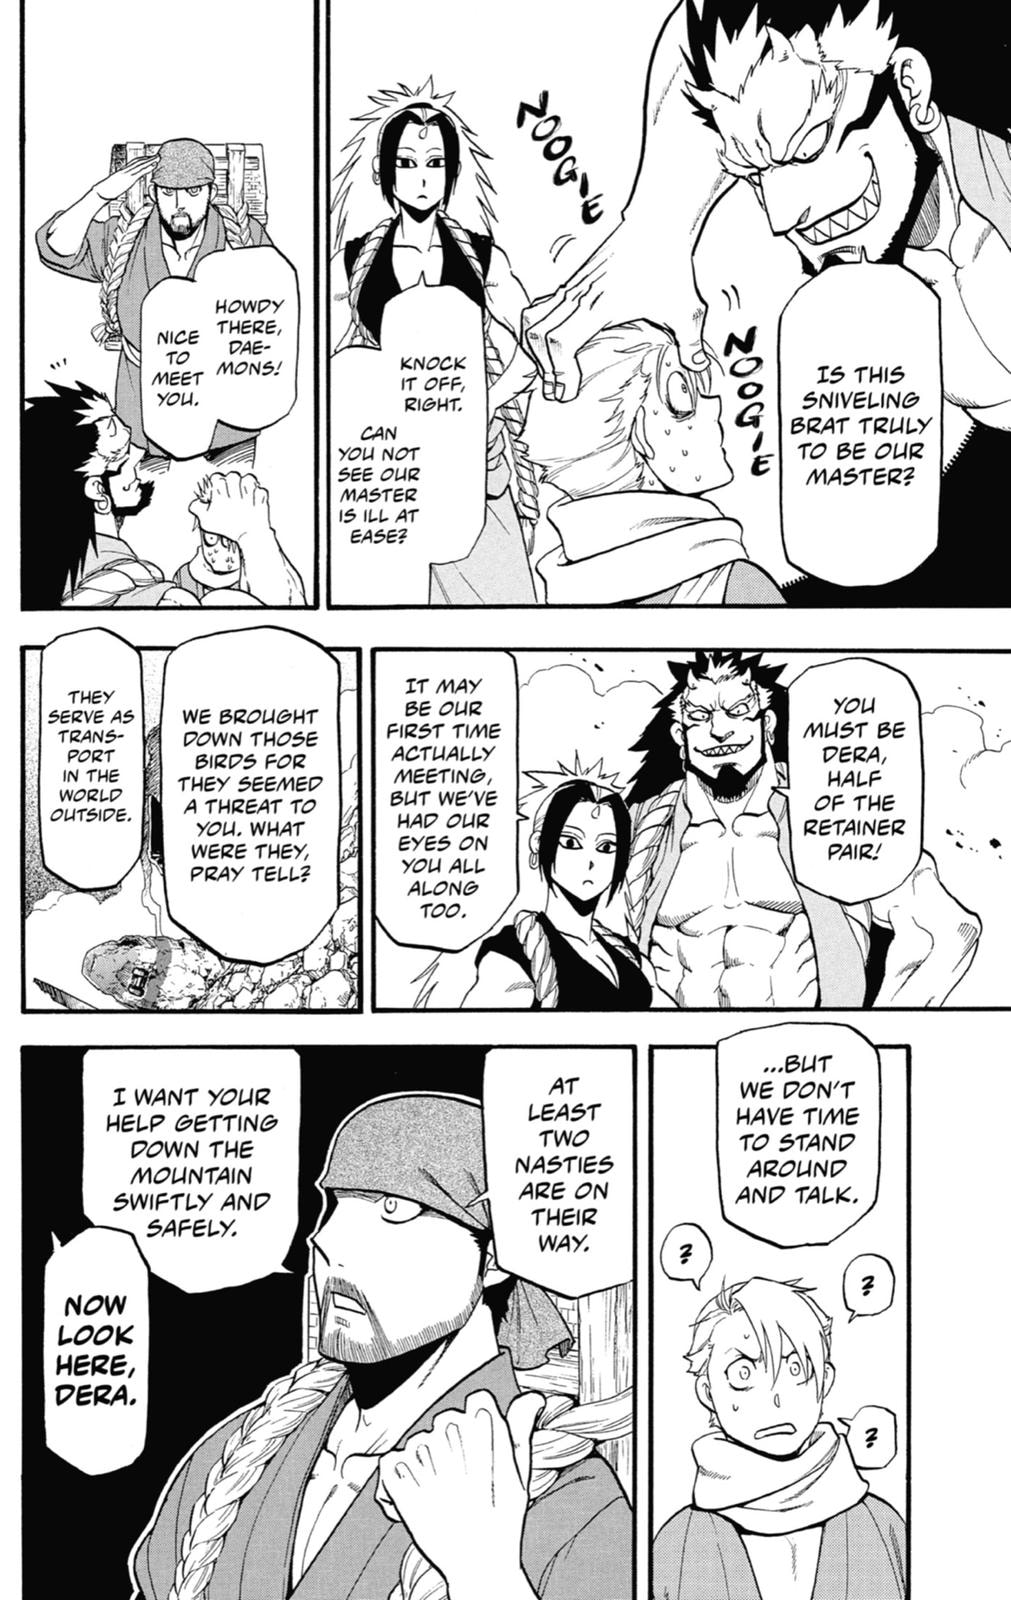 IS THIS
SNIVELING
BRAT TRULY
TO BE OUR
MASTER?
NOOGIE
NOOGIE
KNOCK
IT OFF,
RIGHT.
CAN
YOU NOT
SEE OUR
MASTER
IS ILL AT
EASE?
HOWDY
THERE,
DAE-
MONS!
NICE
TO
MEET
YOU.
YOU
MUST BE
DERA,
HALF
OF THE
RETAINER
PAIR!
IT MAY
BE OUR
FIRST TIME
ACTUALLY
MEETING,
BUT WE'VE
HAD OUR
EYES ON
YOU ALL
ALONG
TOO.
WE BROUGHT
DOWN THOSE
BIRDS FOR
THEY SEEMED
A THREAT TO
YOU. WHAT
WERE THEY,
PRAY TELL?
THEY
SERVE AS
TRANS-
PORT
IN THE
WORLD
OUTSIDE.
...BUT
WE DON'T
HAVE TIME
TO STAND
AROUND
AND TALK.
?
?
?
AT
LEAST
TWO
NASTIES
ARE ON
THEIR
WAY.
I WANT YOUR
HELP GETTING
DOWN THE
MOUNTAIN
SWIFTLY AND
SAFELY.
NOW
LOOK
HERE,
DERA.